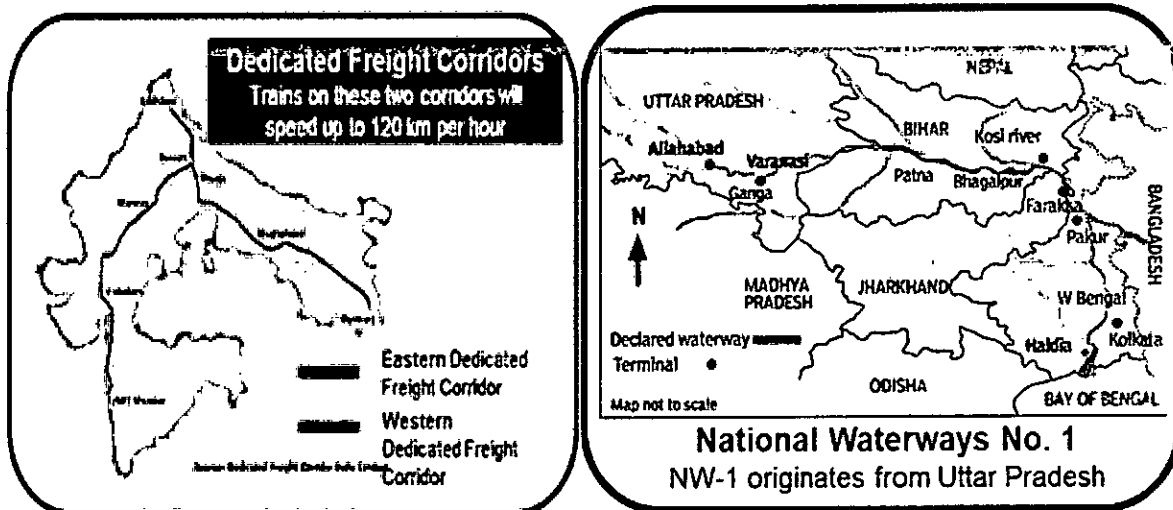 Dedicated Freight Corridors
Trains on these two corridors will
speed up to 120 km per hour
Eastern Dedicated
Freight Corridor
Western
Dedicated Freight
Corridor
NEPAL
UTTAR PRADESH
BIHAR
Kosi river
Allahabad
Varanasi
Ganga
Patna
Bhagalpur
Farakka
Pakur
BANGLADESH
N
MADHYA
PRADESH
JHARKHAND
W Bengal
Declared waterway
Terminal
Haldia
Kolkata
ODISHA
BAY OF BENGAL
Map not to scale
National Waterways No. 1
NW-1 originates from Uttar Pradesh